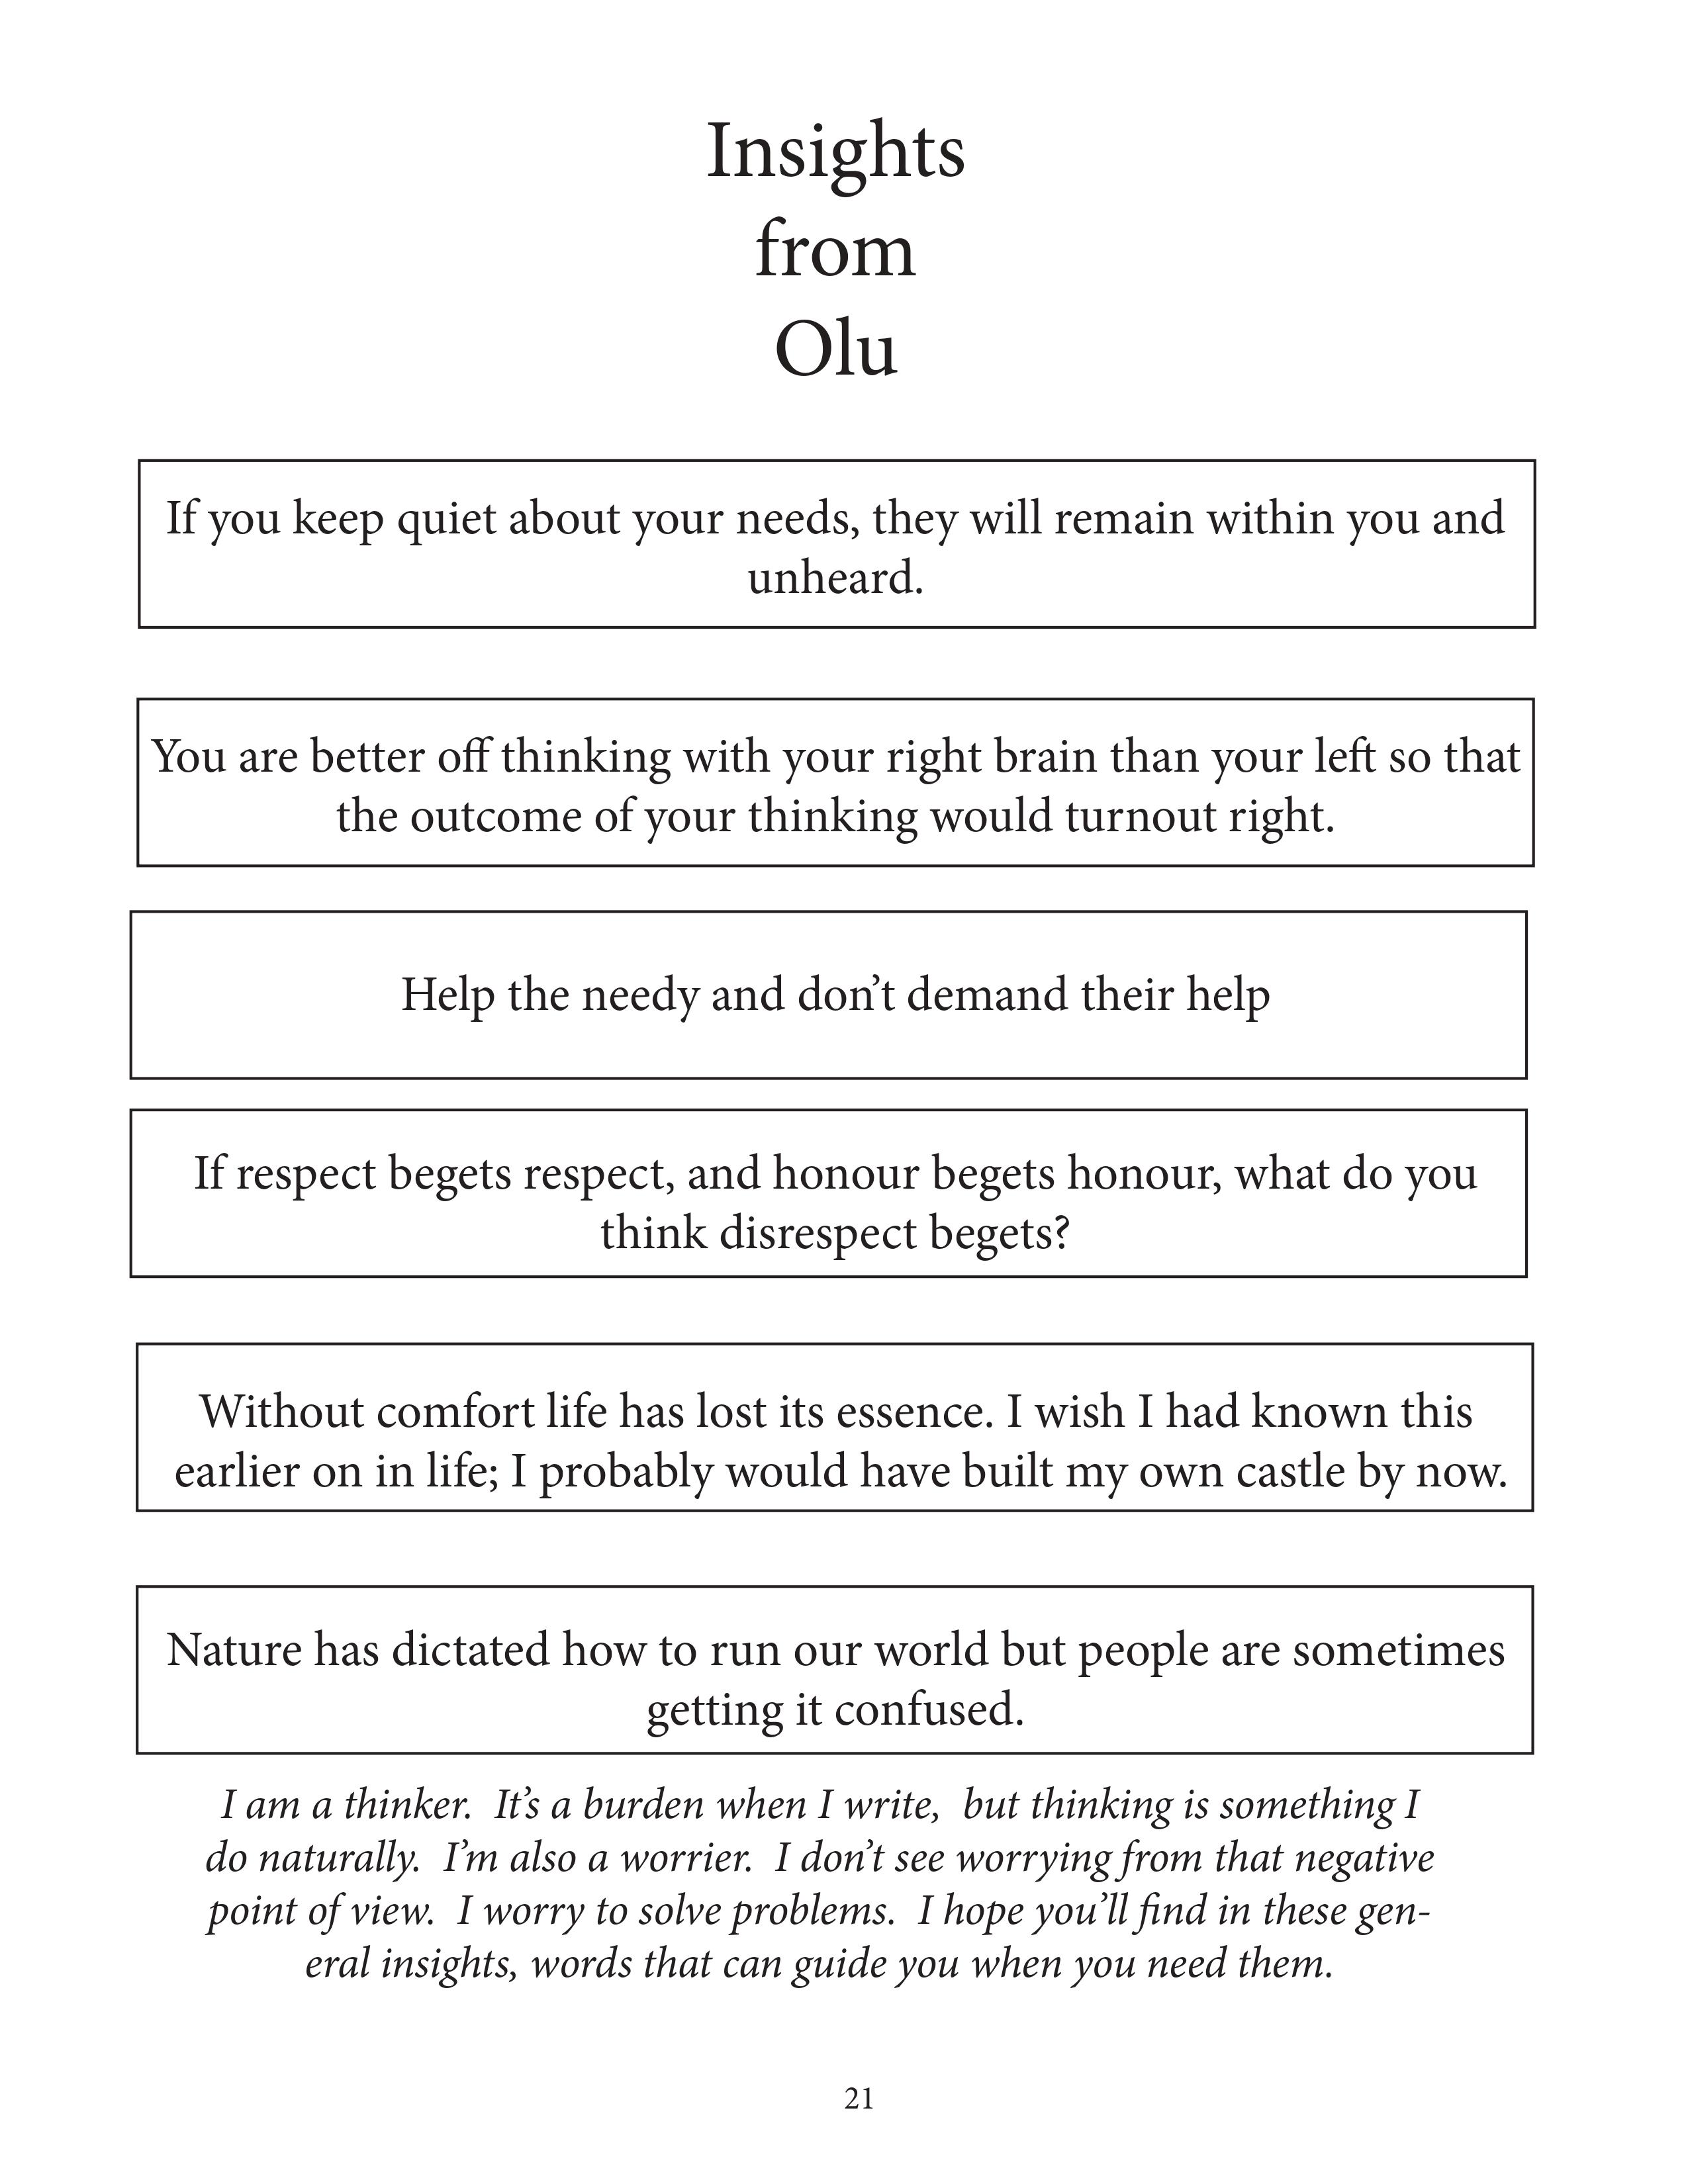 Insights
from
Olu
If you keep quiet about your needs, they will remain within you and
unheard.
You are better off thinking with your right brain than your left so that
the outcome of your thinking would turnout right.
Help the needy and don’t demand their help
If respect begets respect, and honour begets honour, what do you
think disrespect begets?
Without comfort life has lost its essence. I wish I had known this
earlier on in life; I probably would have built my own castle by now.
Nature has dictated how to run our world but people are sometimes
getting it confused.
I am a thinker.  It’s a burden when I write,  but thinking is something I
do naturally.  I’m also a worrier.  I don’t see worrying from that negative
point of view.  I worry to solve problems.  I hope you’ll find in these gen-
eral insights, words that can guide you when you need them.
21